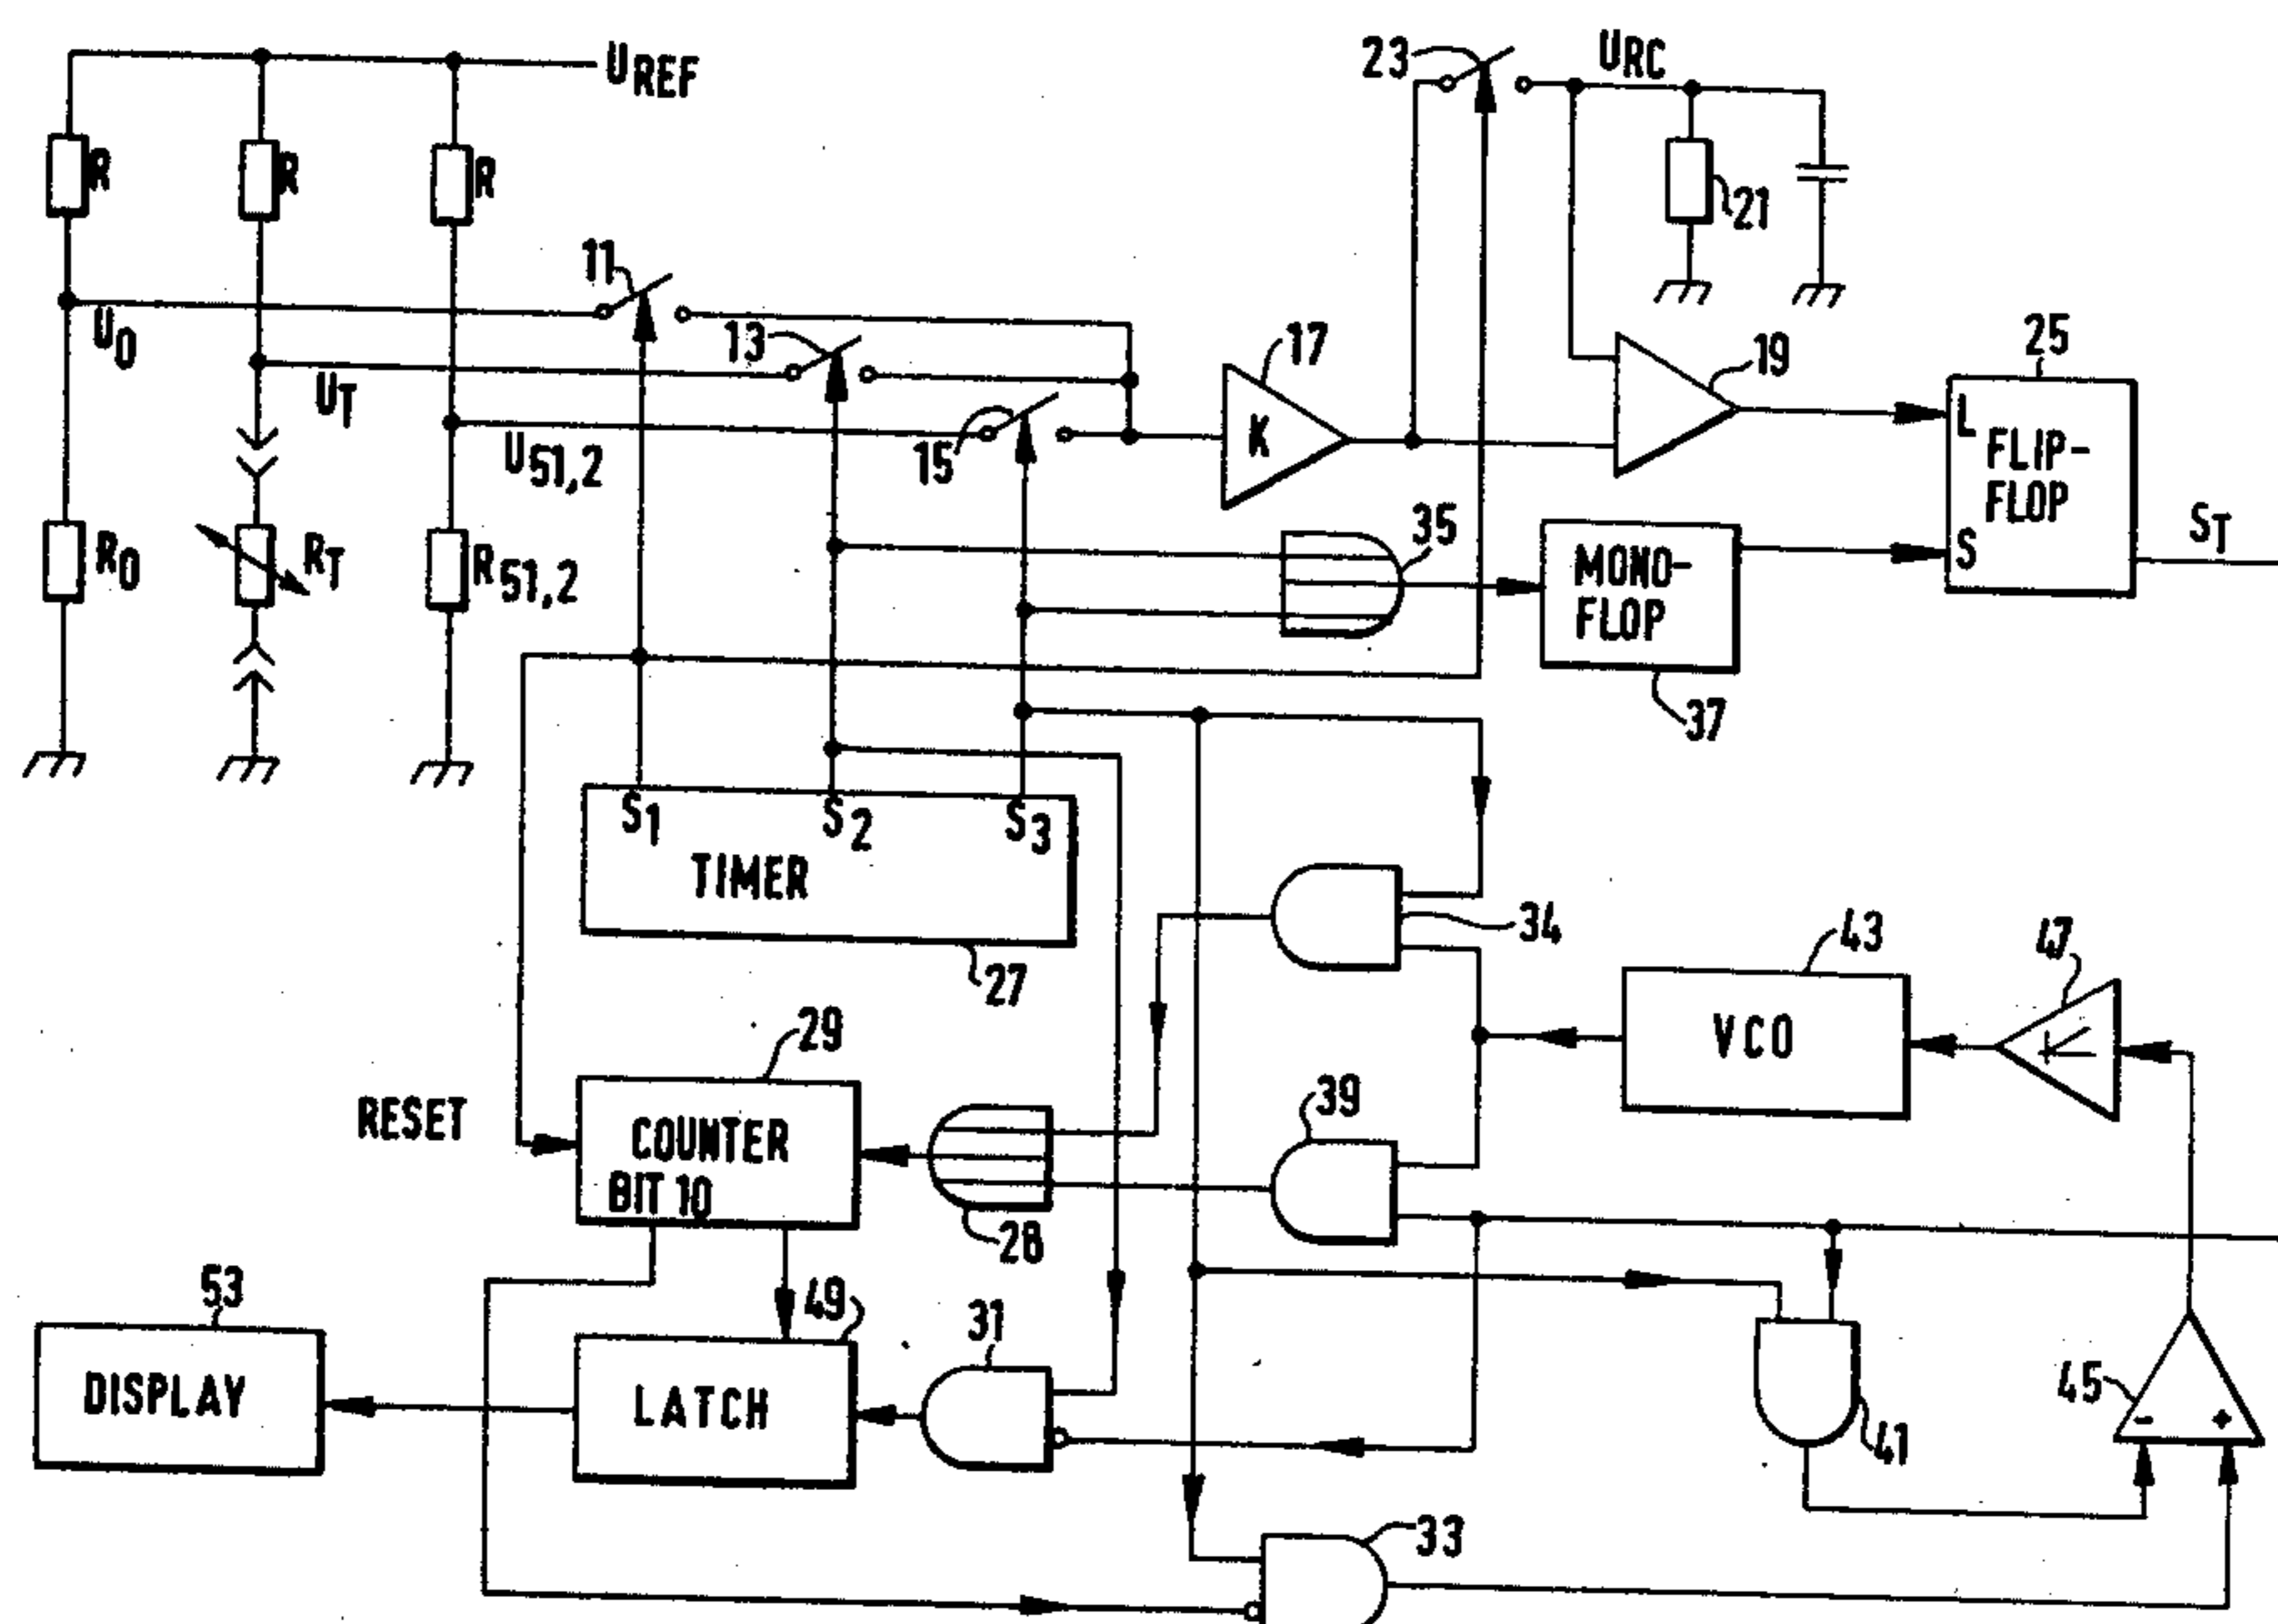 U REF
23
U RC
R
R
R
21
11
U0
13
UT
U51,2
15
17
K
19
25
L
FLIP-
FLOP
S
ST
R0
RT
R51,2
35
MONO-
FLOP
37
S1
S2
S3
TIMER
27
34
43
VCO
47
29
RESET
COUNTER
BIT 10
28
39
53
DISPLAY
49
LATCH
31
41
45
-
+
33